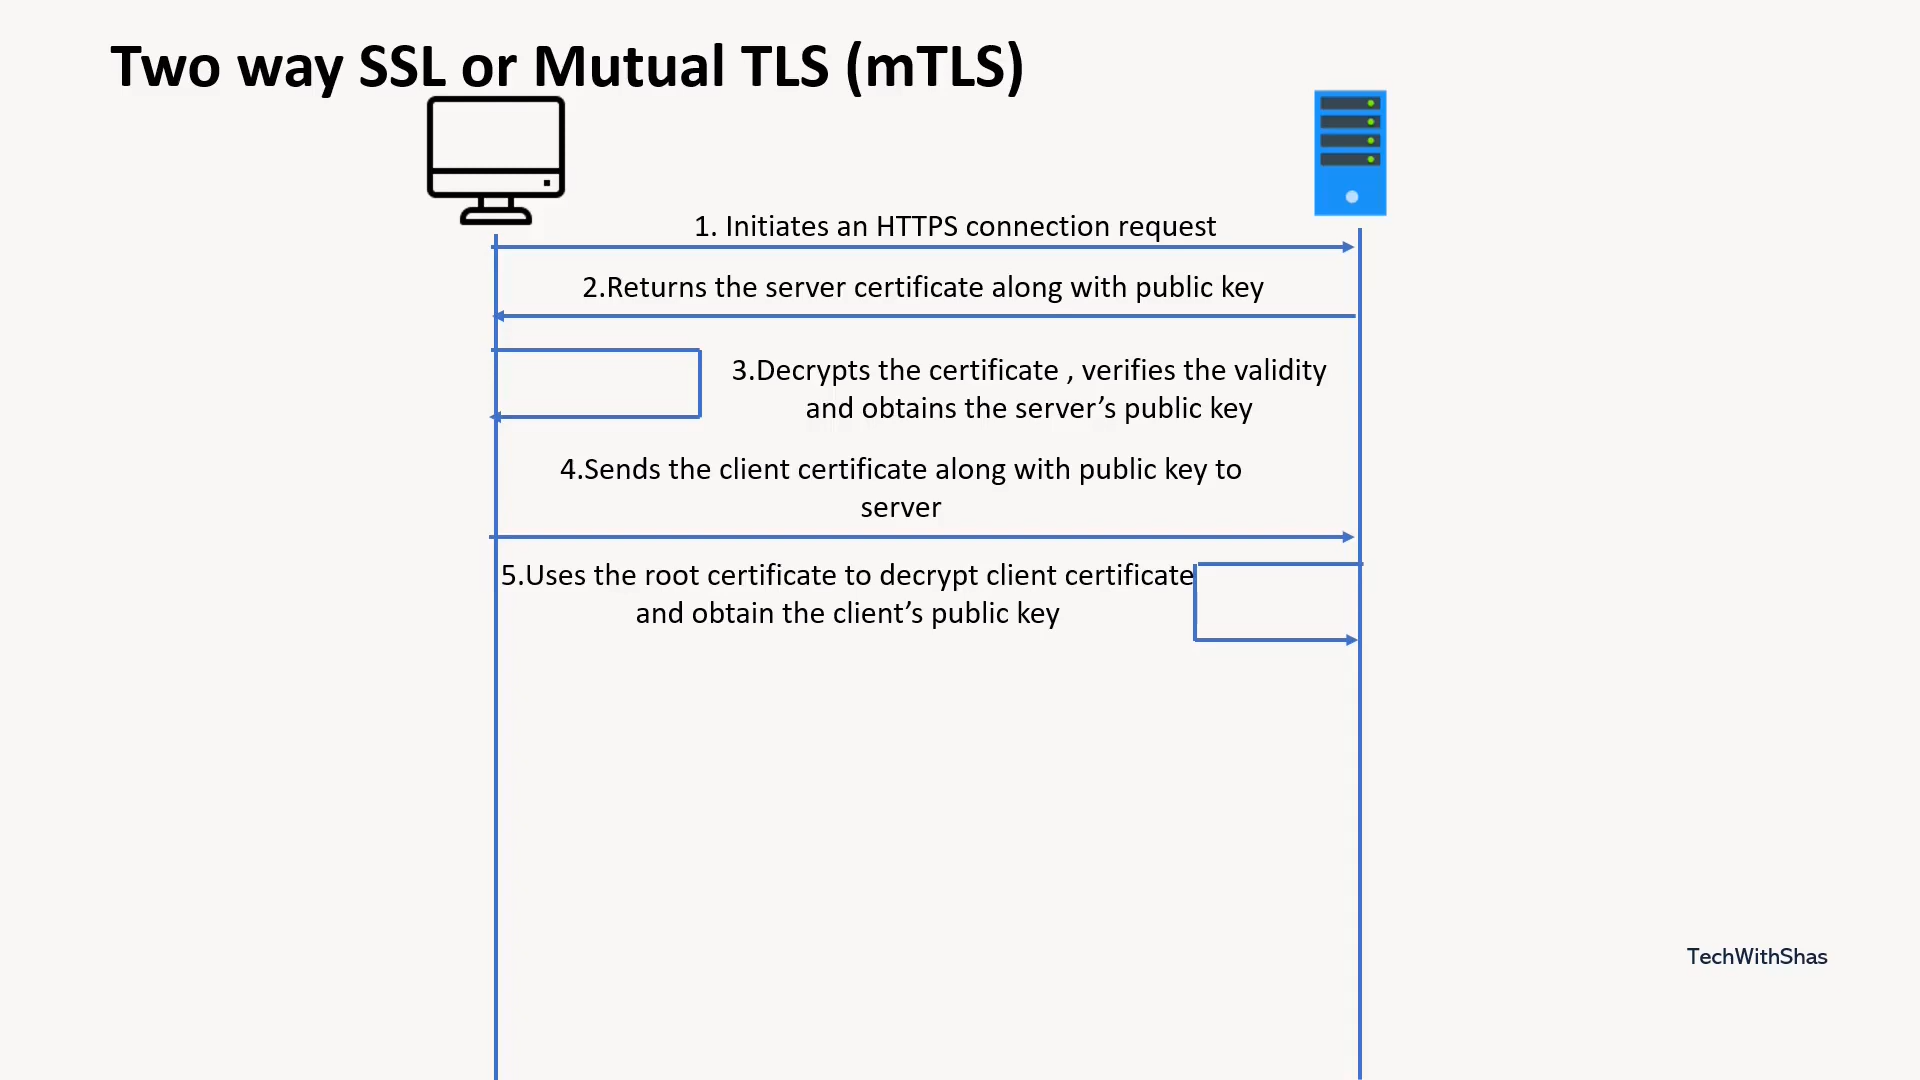 Two way SSL or Mutual TLS (mTLS)
1. Initiates an HTTPS connection request
2.Returns the server certificate along with public key
3.Decrypts the certificate , verifies the validity
and obtains the server’s public key
4.Sends the client certificate along with public key to
server
5.Uses the root certificate to decrypt client certificate
and obtain the client’s public key
TechWithShas